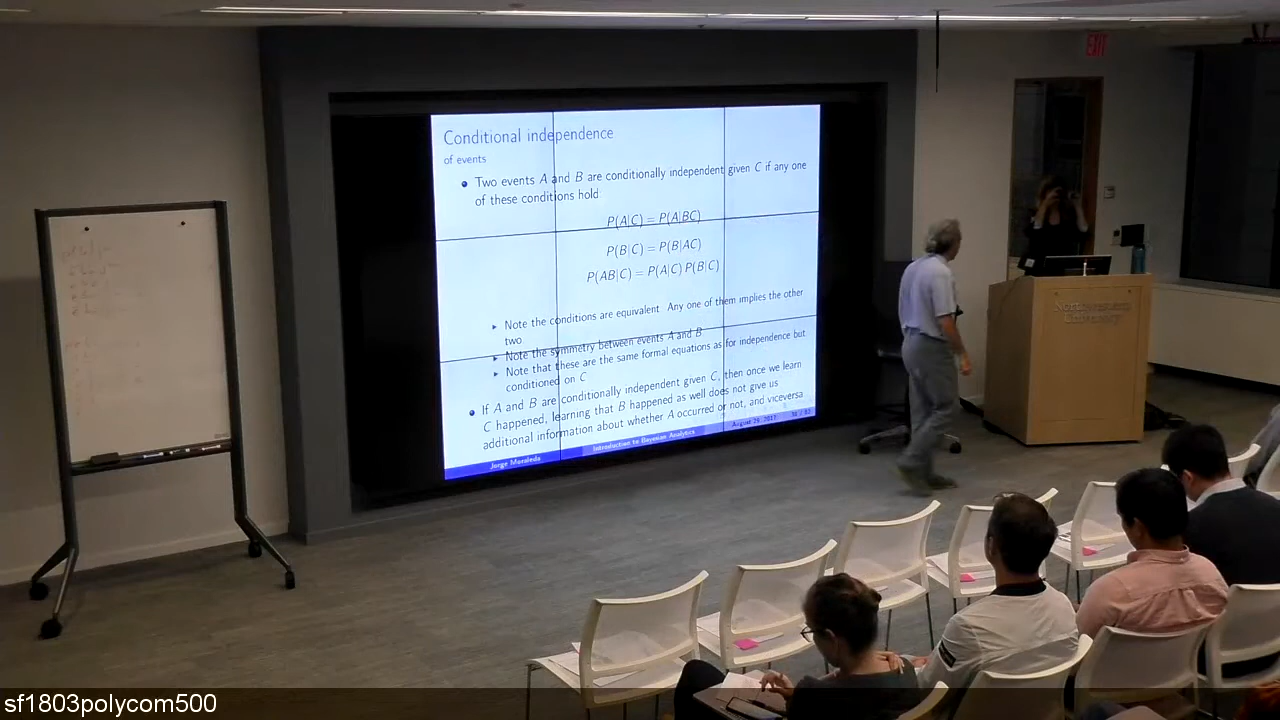 EXIT
Conditional independence
of events
Two events A and B are conditionally independent given C if any one
of these conditions hold
P(A|C) = P(A|BC)
P(B|C) = P(B|AC)
P(AB|C) = P(A|C) P(B|C)
Note the conditions are equivalent Any one of them implies the other
two
Note the symmetry between events A and B
Note that these are the same formal equations as for independence but
conditioned on C
If A and B are conditionally independent given C, then once we learn
C happened, learning that B happened as well does not give us
additional information about whether A occurred or not, and viceversa
Jorge Moraleda Introduction to Bayesian Analytics August 29, 2017
Northwestern
University
sf1803polycom500